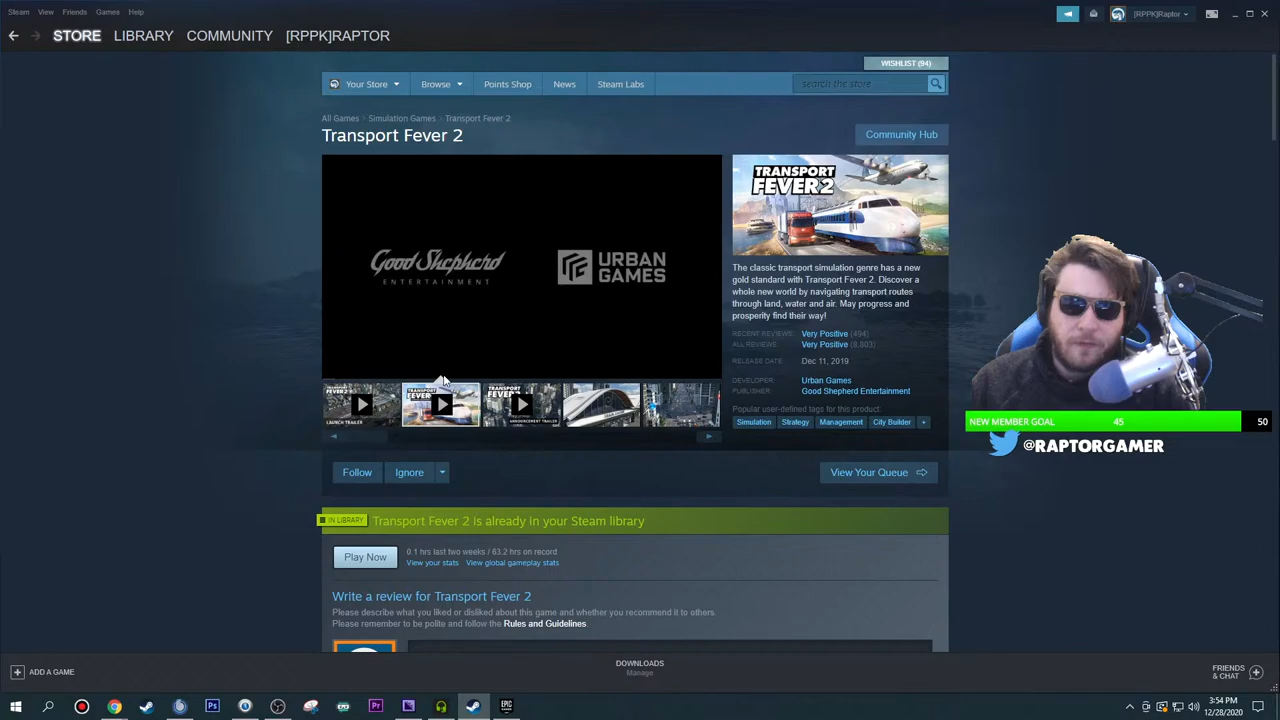 Steam View Friends Games Help
[RPPK]Raptor
STORE LIBRARY COMMUNITY [RPPK]RAPTOR
WISHLIST (94)
Your Store Browse Points Shop News Steam Labs search the store
All Games Simulation Games Transport Fever 2
Transport Fever 2
Community Hub
Good Shepherd
ENTERTAINMENT
URBAN
GAMES
TRANSPORT
FEVER 2
The classic transport simulation genre has a new
gold standard with Transport Fever 2. Discover a
whole new world by navigating transport routes
through land, water and air. May progress and
prosperity find their way!
RECENT REVIEWS: Very Positive (494)
ALL REVIEWS: Very Positive (8,803)
RELEASE DATE: Dec 11, 2019
DEVELOPER: Urban Games
PUBLISHER: Good Shepherd Entertainment
Popular user-defined tags for this product:
Simulation Strategy Management City Builder +
LAUNCH TRAILER
ANNOUNCEMENT TRAILER
NEW MEMBER GOAL 45 50
@RAPTORGAMER
Follow Ignore
View Your Queue
IN LIBRARY Transport Fever 2 is already in your Steam library
Play Now
0.1 hrs last two weeks / 63.2 hrs on record
View your stats View global gameplay stats
Write a review for Transport Fever 2
Please describe what you liked or disliked about this game and whether you recommend it to others.
Please remember to be polite and follow the Rules and Guidelines.
ADD A GAME
DOWNLOADS
Manage
FRIENDS
& CHAT
3:54 PM
12/28/2020